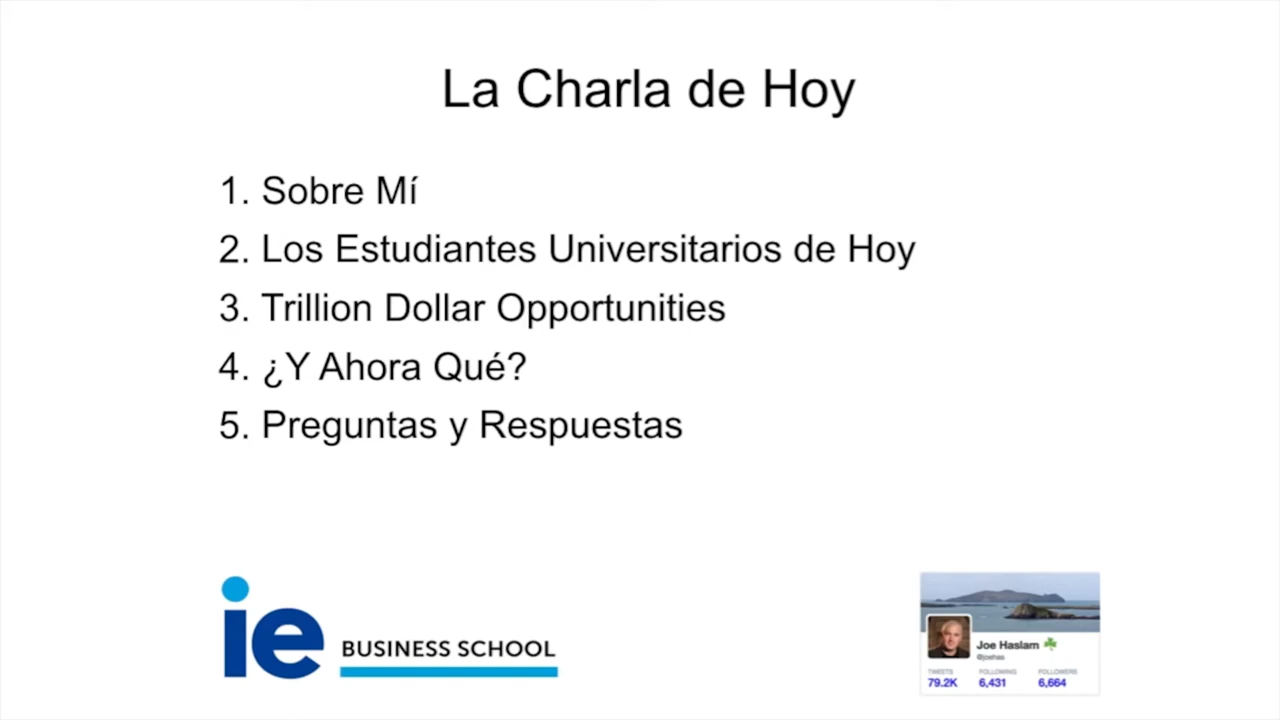 La Charla de Hoy
1. Sobre Mí
2. Los Estudiantes Universitarios de Hoy
3. Trillion Dollar Opportunities
4. ¿Y Ahora Qué?
5. Preguntas y Respuestas
ie BUSINESS SCHOOL
Joe Haslam
@joehas
TWEETS FOLLOWING FOLLOWERS
79.2K 6,431 6,664